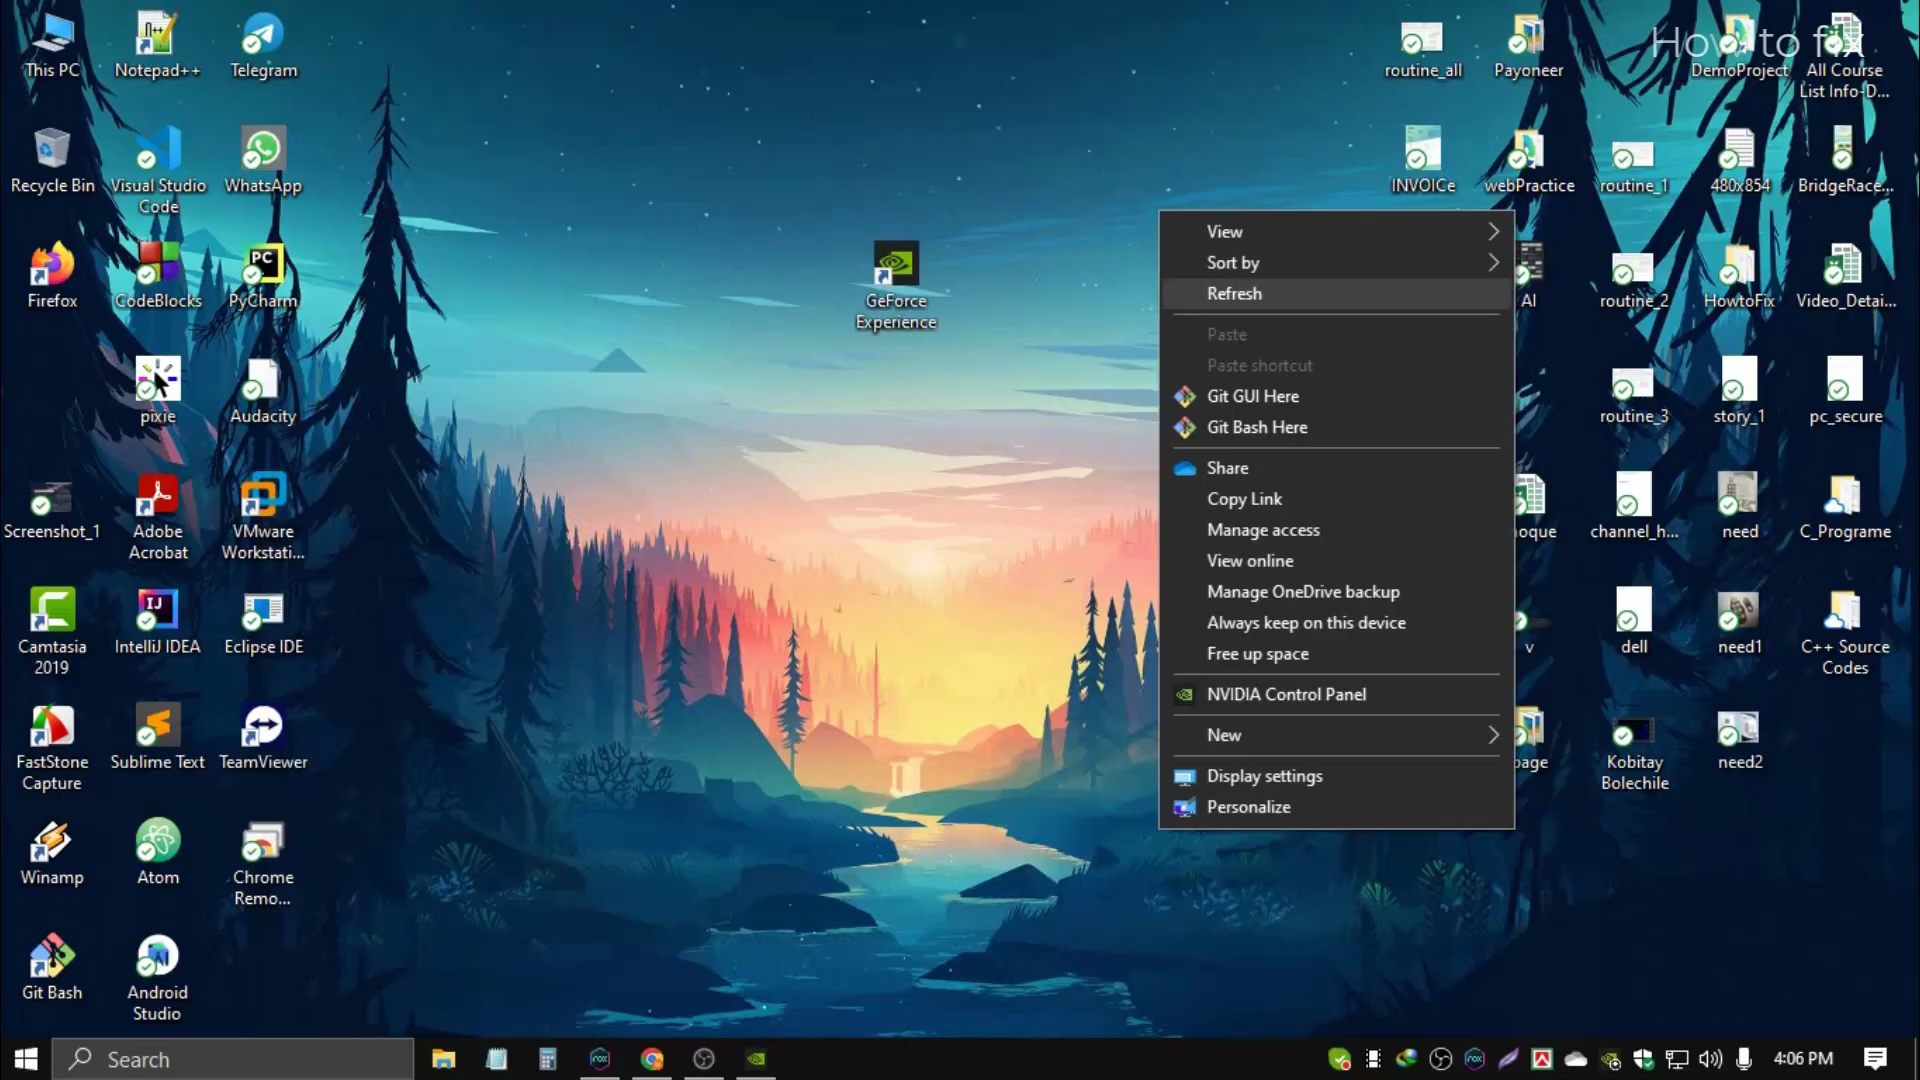 This PC
Notepad++
Telegram
Recycle Bin
Visual Studio
Code
WhatsApp
Firefox
CodeBlocks
PC
PyCharm
pixie
Audacity
Screenshot_1
Adobe
Acrobat
VMware
Workstati...
Camtasia
2019
IJ
IntelliJ IDEA
Eclipse IDE
FastStone
Capture
Sublime Text
TeamViewer
Winamp
Atom
Chrome
Remo...
Git Bash
Android
Studio
GeForce
Experience
How to fix
routine_all
Payoneer
DemoProject
All Course
List Info-D...
INVOICe
webPractice
routine_1
480x854
BridgeRace...
AI
routine_2
HowtoFix
Video_Detai...
routine_3
story_1
pc_secure
oque
channel_h...
need
C_Programe
v
dell
need1
C++ Source
Codes
page
Kobitay
Bolechile
need2
View
Sort by
Refresh
Paste
Paste shortcut
Git GUI Here
Git Bash Here
Share
Copy Link
Manage access
View online
Manage OneDrive backup
Always keep on this device
Free up space
NVIDIA Control Panel
New
Display settings
Personalize
Search
4:06 PM